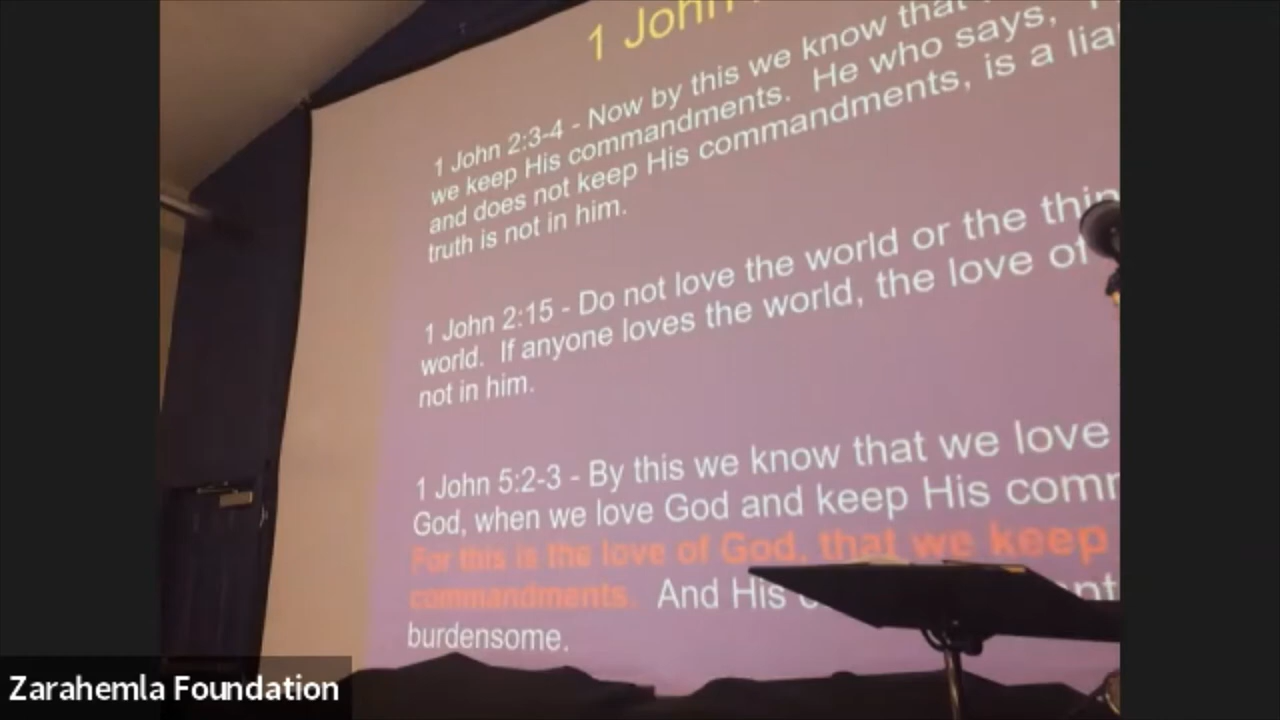 1 John
1 John 2:3-4 - Now by this we know that
we keep His commandments.  He who says,
and does not keep His commandments, is a liar
truth is not in him.
1 John 2:15 - Do not love the world or the thin
world.  If anyone loves the world, the love of
not in him.
1 John 5:2-3 - By this we know that we love
God, when we love God and keep His comm
For this is the love of God, that we keep
commandments.  And His
burdensome.
Zarahemla Foundation